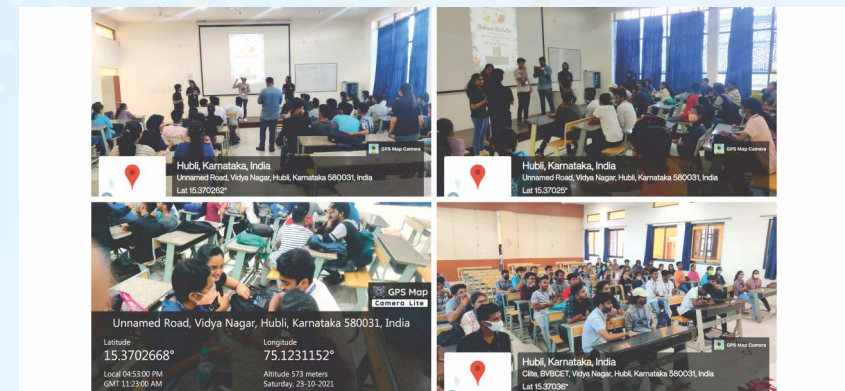 GPS Map Camera
Hubli, Karnataka, India
Unnamed Road, Vidya Nagar, Hubli, Karnataka 580031, India
Lat 15.370262°
GPS Map Camera
Hubli, Karnataka, India
Unnamed Road, Vidya Nagar, Hubli, Karnataka 580031, India
Lat 15.37025°
GPS Map
Camera Lite
Unnamed Road, Vidya Nagar, Hubli, Karnataka 580031, India
Latitude
15.3702668°
Longitude
75.1231152°
Local 04:53:00 PM
GMT 11:23:00 AM
Altitude 573 meters
Saturday, 23-10-2021
GPS Map Camera
Hubli, Karnataka, India
Clite, BVBCET, Vidya Nagar, Hubli, Karnataka 580031, India
Lat 15.37036°